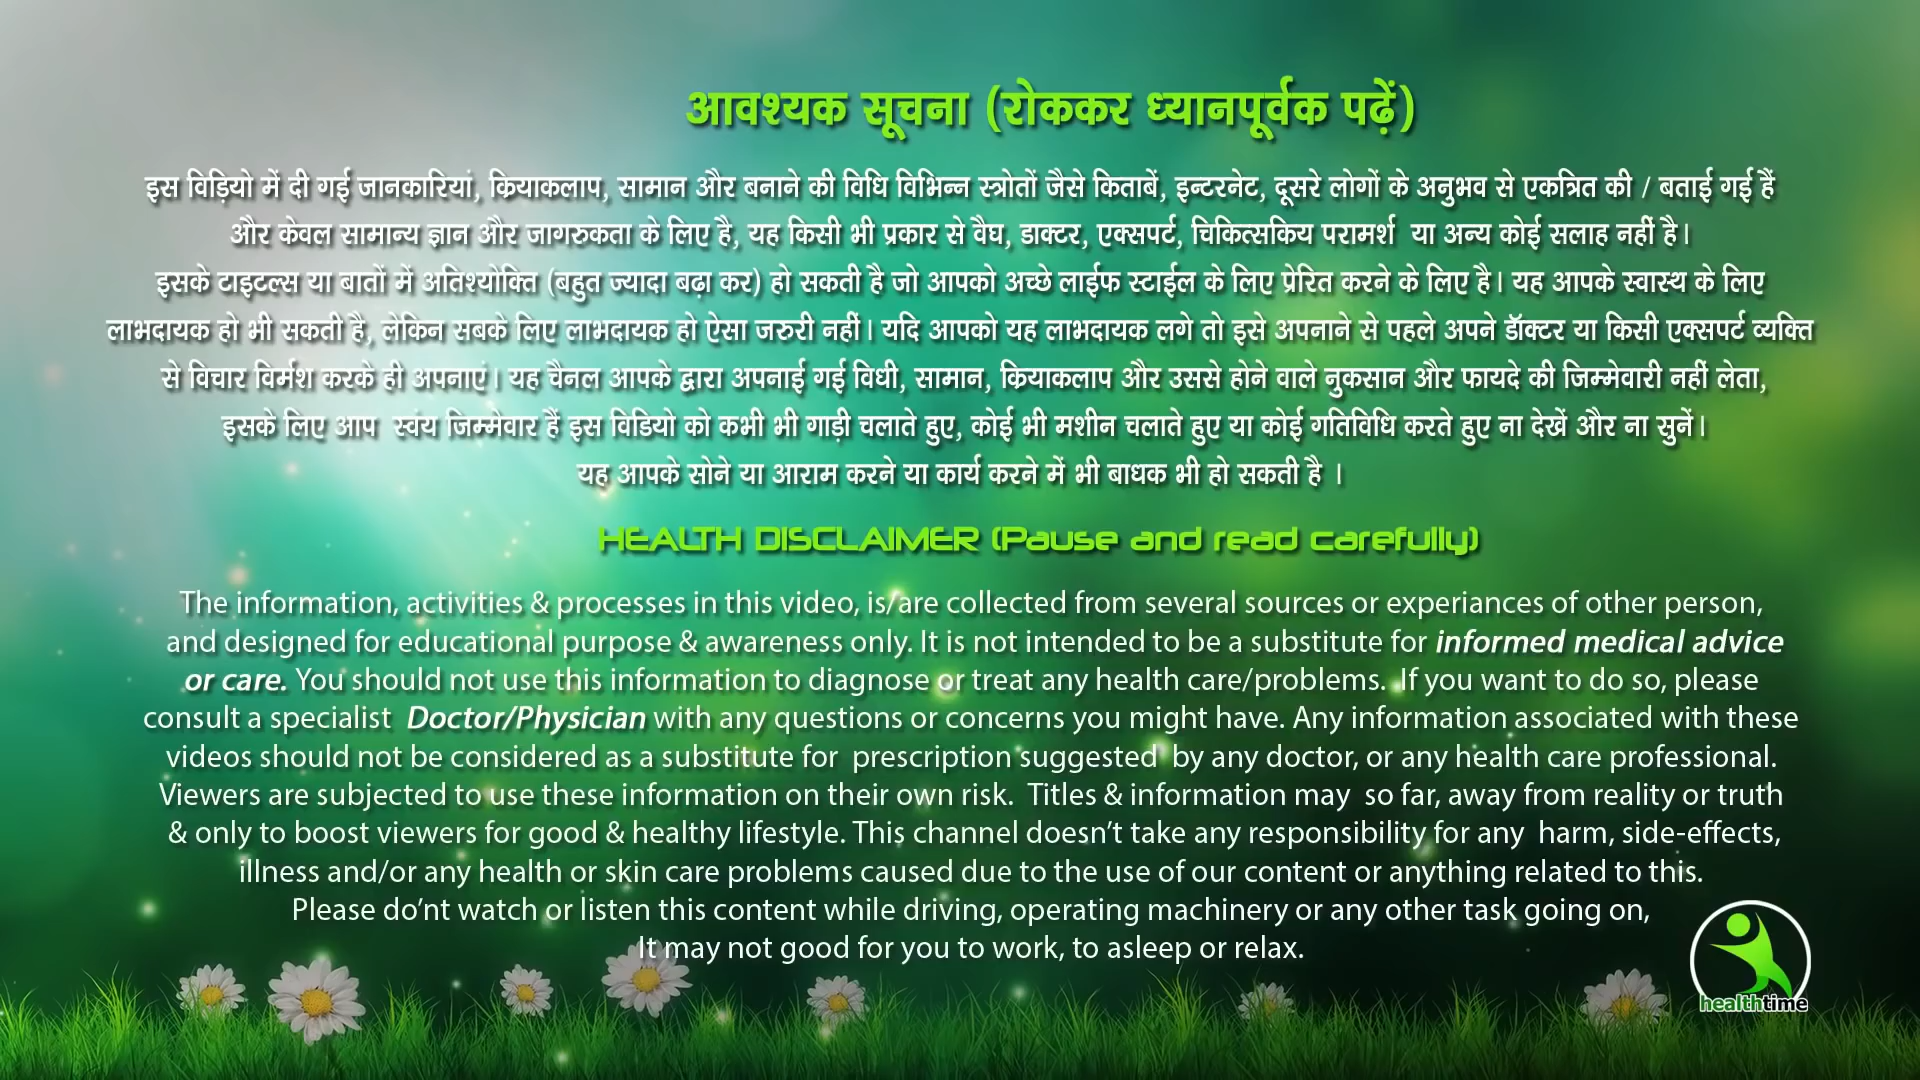 आवश्यक सूचना (रोककर ध्यानपूर्वक पढ़ें)
इस विड़ियो में दी गई जानकारियां, क्रियाकलाप, सामान और बनाने की विधि विभिन्न स्त्रोतों जैसे किताबें, इन्टरनेट, दूसरे लोगों के अनुभव से एकत्रित की / बताई गई हैं
और केवल सामान्य ज्ञान और जागरुकता के लिए है, यह किसी भी प्रकार से वैघ, डाक्टर, एक्सपर्ट, चिकित्सकिय परामर्श या अन्य कोई सलाह नहीं है।
इसके टाइटल्स या बातों में अतिश्योक्ति (बहुत ज्यादा बढ़ा कर) हो सकती है जो आपको अच्छे लाईफ स्टाईल के लिए प्रेरित करने के लिए है। यह आपके स्वास्थ के लिए
लाभदायक हो भी सकती है, लेकिन सबके लिए लाभदायक हो ऐसा जरुरी नहीं। यदि आपको यह लाभदायक लगे तो इसे अपनाने से पहले अपने डॅाक्टर या किसी एक्सपर्ट व्यक्ति
से विचार विर्मश करके ही अपनाएं। यह चैनल आपके द्वारा अपनाई गई विधी, सामान, क्रियाकलाप और उससे होने वाले नुकसान और फायदे की जिम्मेवारी नहीं लेता,
इसके लिए आप स्वंय जिम्मेवार हैं इस विडियो को कभी भी गाड़ी चलाते हुए, कोई भी मशीन चलाते हुए या कोई गतिविधि करते हुए ना देखें और ना सुनें।
यह आपके सोने या आराम करने या कार्य करने में भी बाधक भी हो सकती है ।
HEALTH DISCLAIMER (Pause and read carefully)
The information, activities & processes in this video, is/are collected from several sources or experiances of other person,
and designed for educational purpose & awareness only. It is not intended to be a substitute for informed medical advice
or care. You should not use this information to diagnose or treat any health care/problems. If you want to do so, please
consult a specialist Doctor/Physician with any questions or concerns you might have. Any information associated with these
videos should not be considered as a substitute for prescription suggested by any doctor, or any health care professional.
Viewers are subjected to use these information on their own risk. Titles & information may so far, away from reality or truth
& only to boost viewers for good & healthy lifestyle. This channel doesn't take any responsibility for any harm, side-effects,
illness and/or any health or skin care problems caused due to the use of our content or anything related to this.
Please do'nt watch or listen this content while driving, operating machinery or any other task going on,
It may not good for you to work, to asleep or relax.
healthtime